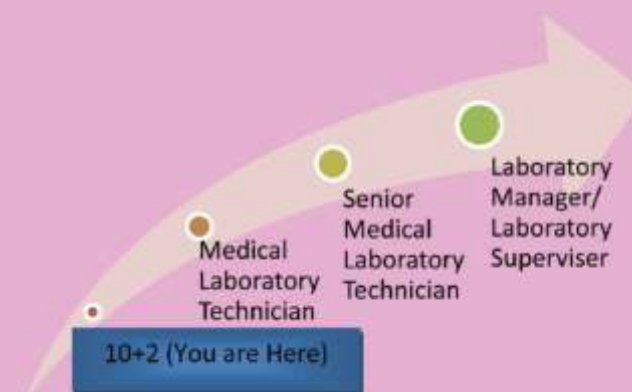 Laboratory
Manager/
Laboratory
Superviser
Senior
Medical
Laboratory
Technician
Medical
Laboratory
Technician
10+2 (You are Here)